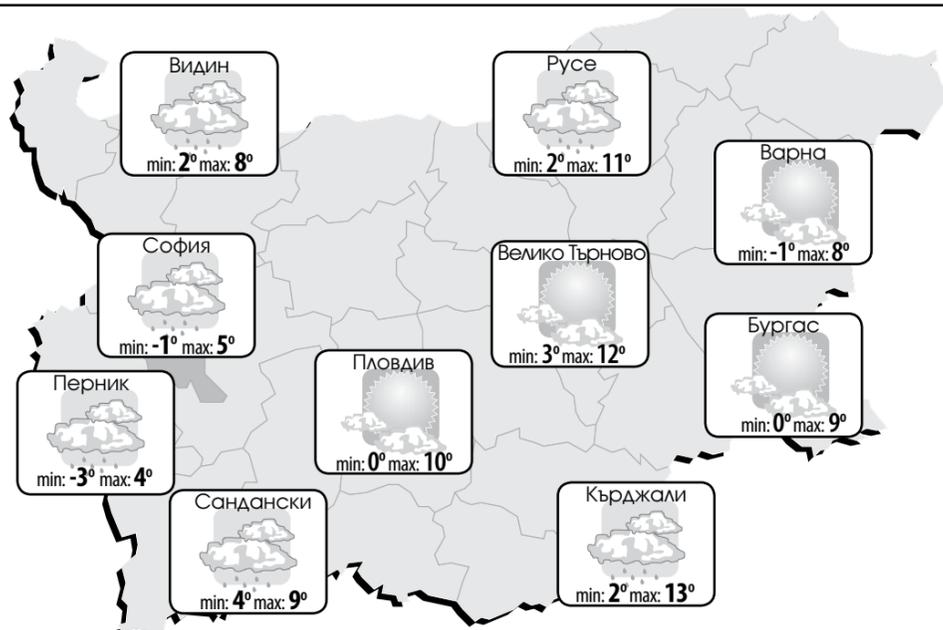 Видин
min: 2° max: 8°
Русе
min: 2° max: 11°
Варна
min: -1° max: 8°
София
min: -1° max: 5°
Велико Търново
min: 3° max: 12°
Бургас
min: 0° max: 9°
Пловдив
min: 0° max: 10°
Перник
min: -3° max: 4°
Сандански
min: 4° max: 9°
Кърджали
min: 2° max: 13°